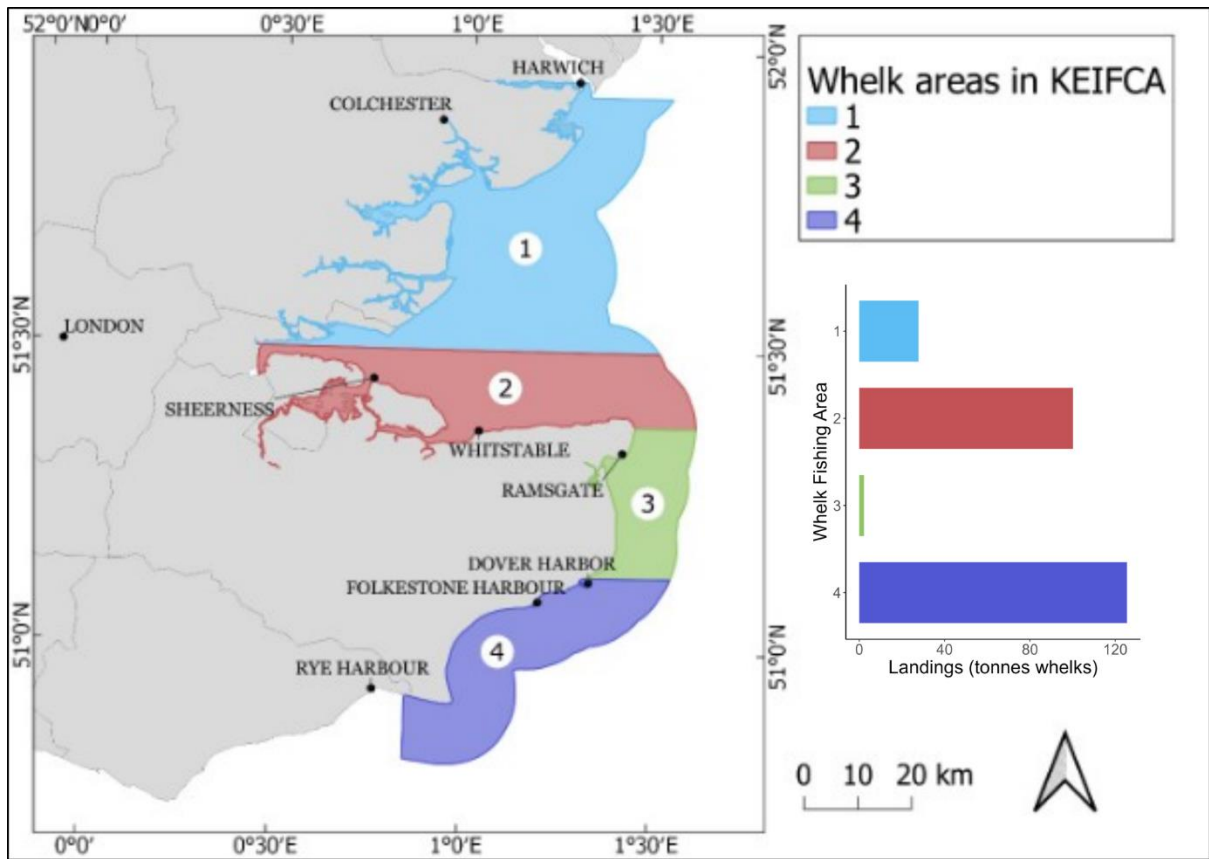 52°0'N0°0'
0°30'E
1°0'E
1°30'E
HARWICH
COLCHESTER
52°0'N
52°0'N
1
LONDON
51°30'N
51°30'N
2
SHEERNESS
WHITSTABLE
RAMSGATE
3
DOVER HARBOR
FOLKESTONE HARBOUR
4
51°0'N
51°0'N
RYE HARBOUR
0°0'
0°30'E
1°0'E
1°30'E
Whelk areas in KEIFCA
1
2
3
4
Whelk Fishing Area
1
2
3
4
0 40 80 120
Landings (tonnes whelks)
0 10 20 km